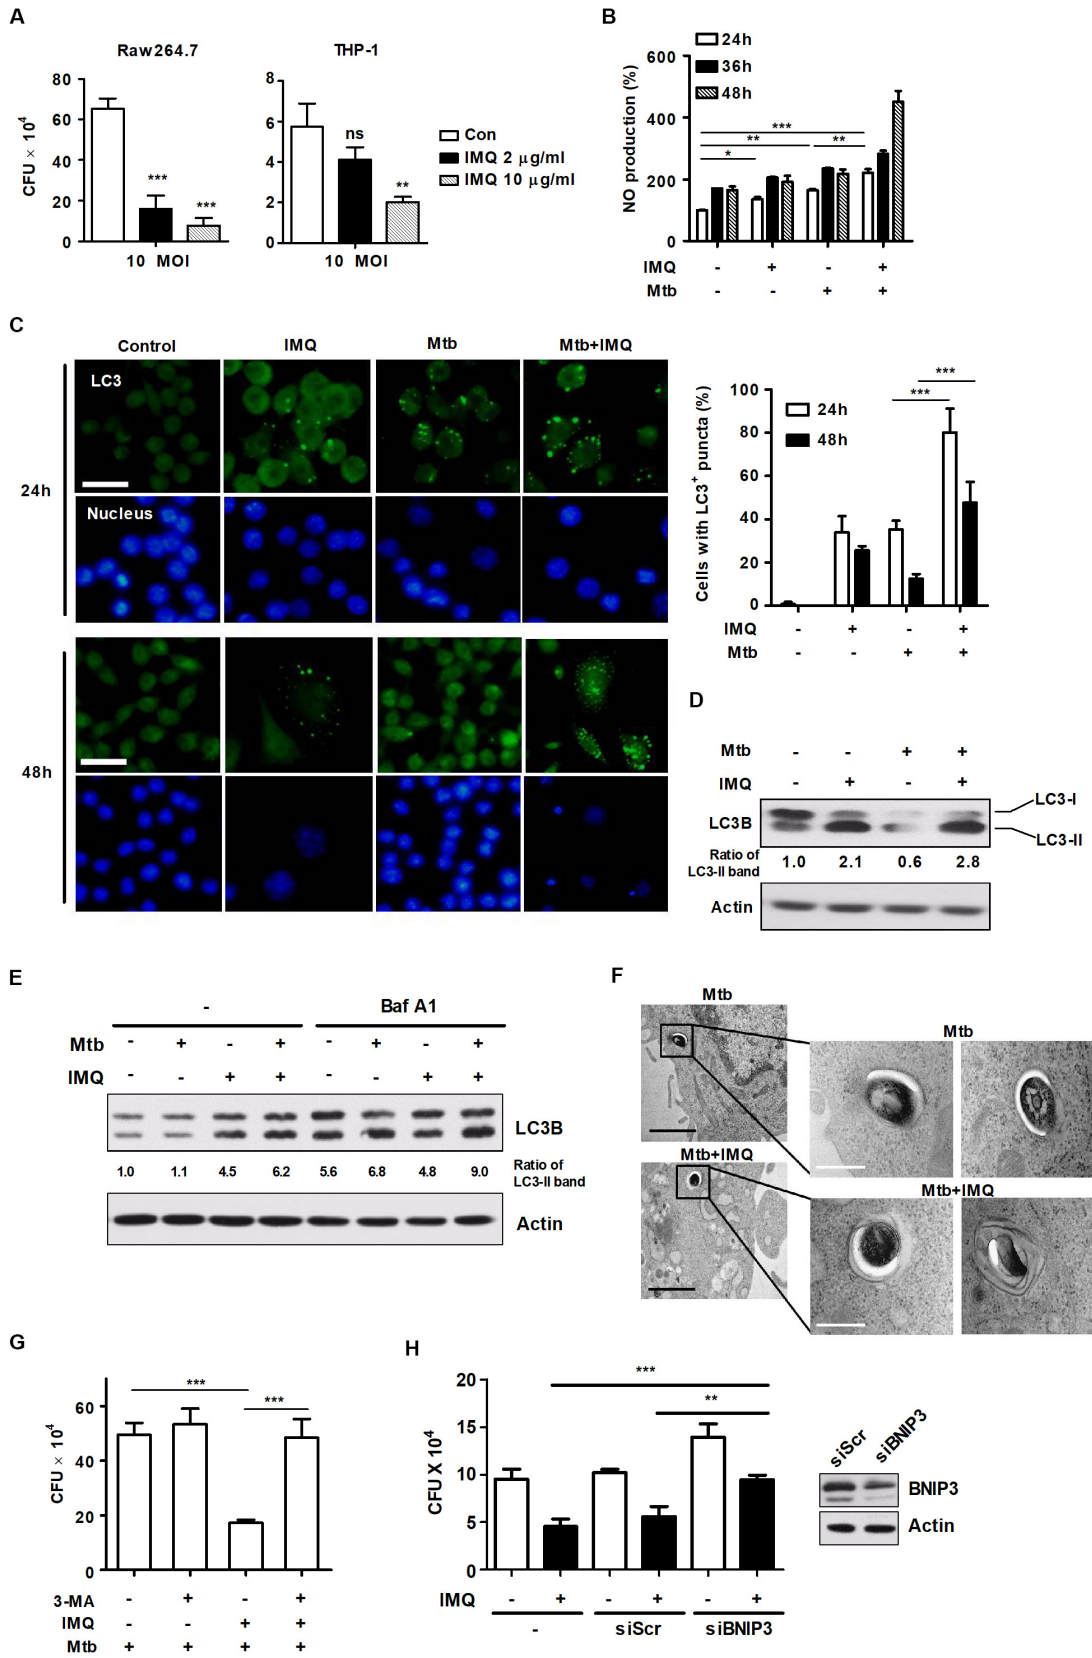 A
Raw264.7
THP-1
CFU × 10⁴
80
60
40
20
0
***
***
10 MOI
8
6
4
2
0
ns
**
10 MOI
Con
IMQ 2 µg/ml
IMQ 10 µg/ml
B
24h
36h
48h
NO production (%)
600
400
200
0
***
**
**
*
IMQ - + - +
Mtb - - + +
C
Control IMQ Mtb Mtb+IMQ
LC3
24h
Nucleus
48h
Cells with LC3⁺ puncta (%)
100
80
60
40
20
0
24h
48h
***
***
IMQ - + - +
Mtb - - + +
D
Mtb - - + +
IMQ - + - +
LC3B
LC3-I
LC3-II
Ratio of
LC3-II band
1.0 2.1 0.6 2.8
Actin
E
- Baf A1
Mtb - + - + - + - +
IMQ - - + + - - + +
LC3B
1.0 1.1 4.5 6.2 5.6 6.8 4.8 9.0
Ratio of
LC3-II band
Actin
F
Mtb
Mtb
Mtb+IMQ
Mtb+IMQ
G
CFU × 10⁴
60
40
20
0
***
***
3-MA - + - +
IMQ - - + +
Mtb + + + +
H
CFU X 10⁴
20
15
10
5
0
***
**
IMQ - + - + - +
- siScr siBNIP3
siScr
siBNIP3
BNIP3
Actin